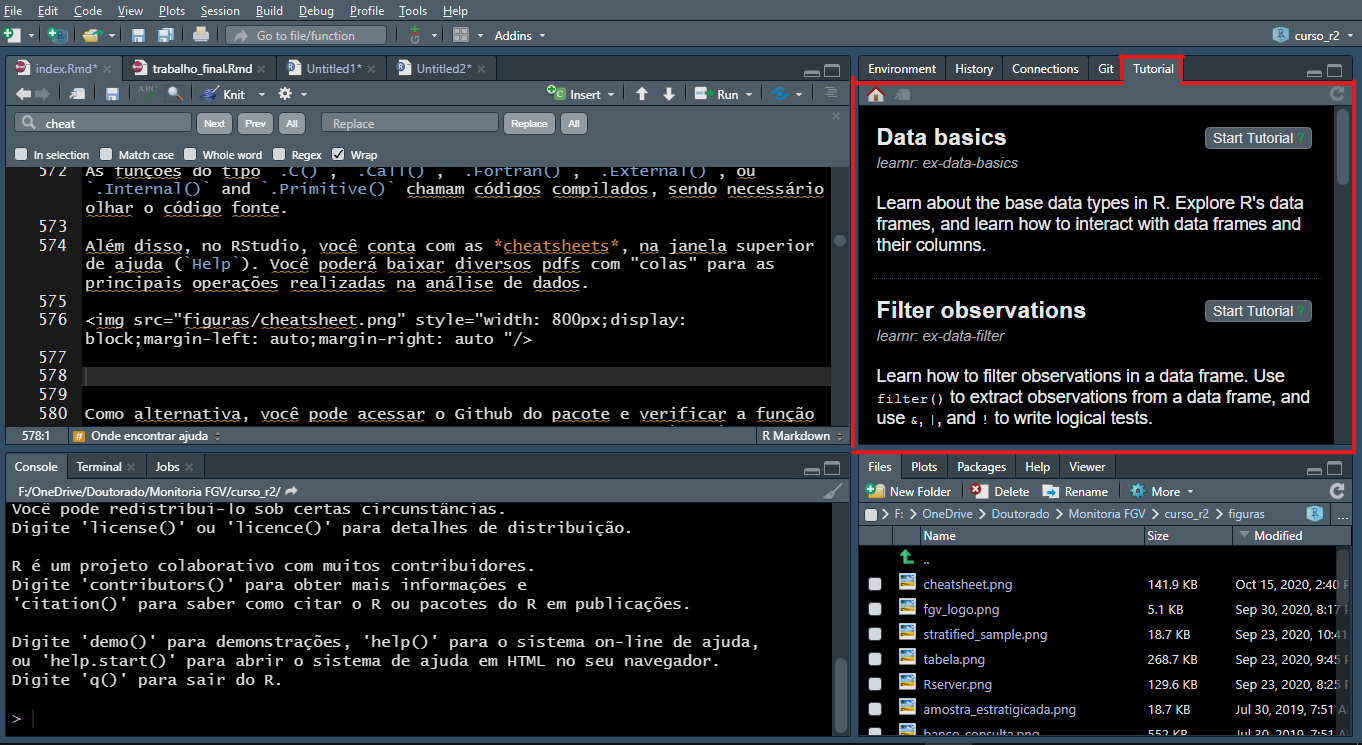 File Edit Code View Plots Session Build Debug Profile Tools Help
Go to file/function Addins curso_r2
index.Rmd* trabalho_final.Rmd Untitled1* Untitled2*
ABC Knit Insert Run
cheat Next Prev All Replace Replace All
In selection Match case Whole word Regex Wrap
572 As funções do tipo `.C()`, `.Call()`, `.Fortran()`, `.External()`, ou
`.Internal()` and `.Primitive()` chamam códigos compilados, sendo necessário
olhar o código fonte.
573
574 Além disso, no RStudio, você conta com as *cheatsheets*, na janela superior
de ajuda (`Help`). Você poderá baixar diversos pdfs com "colas" para as
principais operações realizadas na análise de dados.
575
576 <img src="figuras/cheatsheet.png" style="width: 800px;display:
block;margin-left: auto;margin-right: auto "/>
577
578
579
580 Como alternativa, você pode acessar o Github do pacote e verificar a função
578:1 # Onde encontrar ajuda R Markdown
Console Terminal Jobs
F:/OneDrive/Doutorado/Monitoria FGV/curso_r2/
Você pode redistribuí-lo sob certas circunstâncias.
Digite 'license()' ou 'licence()' para detalhes de distribuição.
R é um projeto colaborativo com muitos contribuidores.
Digite 'contributors()' para obter mais informações e
'citation()' para saber como citar o R ou pacotes do R em publicações.
Digite 'demo()' para demonstrações, 'help()' para o sistema on-line de ajuda,
ou 'help.start()' para abrir o sistema de ajuda em HTML no seu navegador.
Digite 'q()' para sair do R.
>
Environment History Connections Git Tutorial
Data basics Start Tutorial ?
learnr: ex-data-basics
Learn about the base data types in R. Explore R's data
frames, and learn how to interact with data frames and
their columns.
Filter observations Start Tutorial ?
learnr: ex-data-filter
Learn how to filter observations in a data frame. Use
filter() to extract observations from a data frame, and
use &, |, and ! to write logical tests.
Files Plots Packages Help Viewer
New Folder Delete Rename More
F: > OneDrive > Doutorado > Monitoria FGV > curso_r2 > figuras R ...
Name Size Modified
..
cheatsheet.png 141.9 KB Oct 15, 2020, 2:40
fgv_logo.png 5.1 KB Sep 30, 2020, 8:17
stratified_sample.png 18.7 KB Sep 23, 2020, 10:41
tabela.png 268.7 KB Sep 23, 2020, 9:45
Rserver.png 129.6 KB Sep 23, 2020, 8:25
amostra_estratigicada.png 18.7 KB Jul 30, 2019, 7:51
banco_consulta.png 552 KB Jul 30, 2019, 7:51